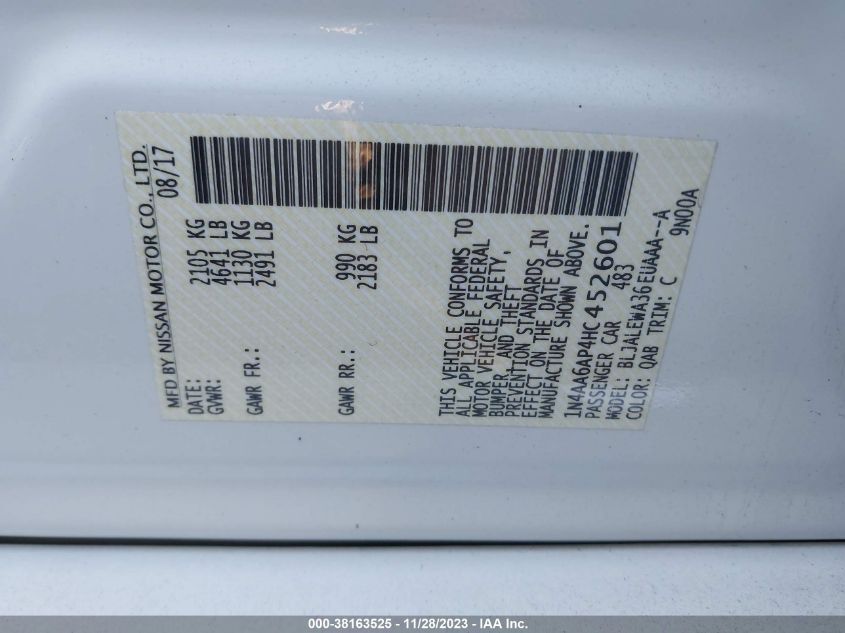 MFD BY NISSAN MOTOR CO., LTD.
DATE: 08/17
GVWR: 2105 KG
4641 LB
GAWR FR.: 1130 KG
2491 LB
GAWR RR.: 990 KG
2183 LB
THIS VEHICLE CONFORMS TO
ALL APPLICABLE FEDERAL
MOTOR VEHICLE SAFETY,
BUMPER, AND THEFT
PREVENTION STANDARDS IN
EFFECT ON THE DATE OF
MANUFACTURE SHOWN ABOVE.
1N4AA6AP4HC452601
PASSENGER CAR 483
MODEL: BLJALEWA36EUAAA--A
COLOR: QAB TRIM: C 9N00A
000-38163525 - 11/28/2023 - IAA Inc.